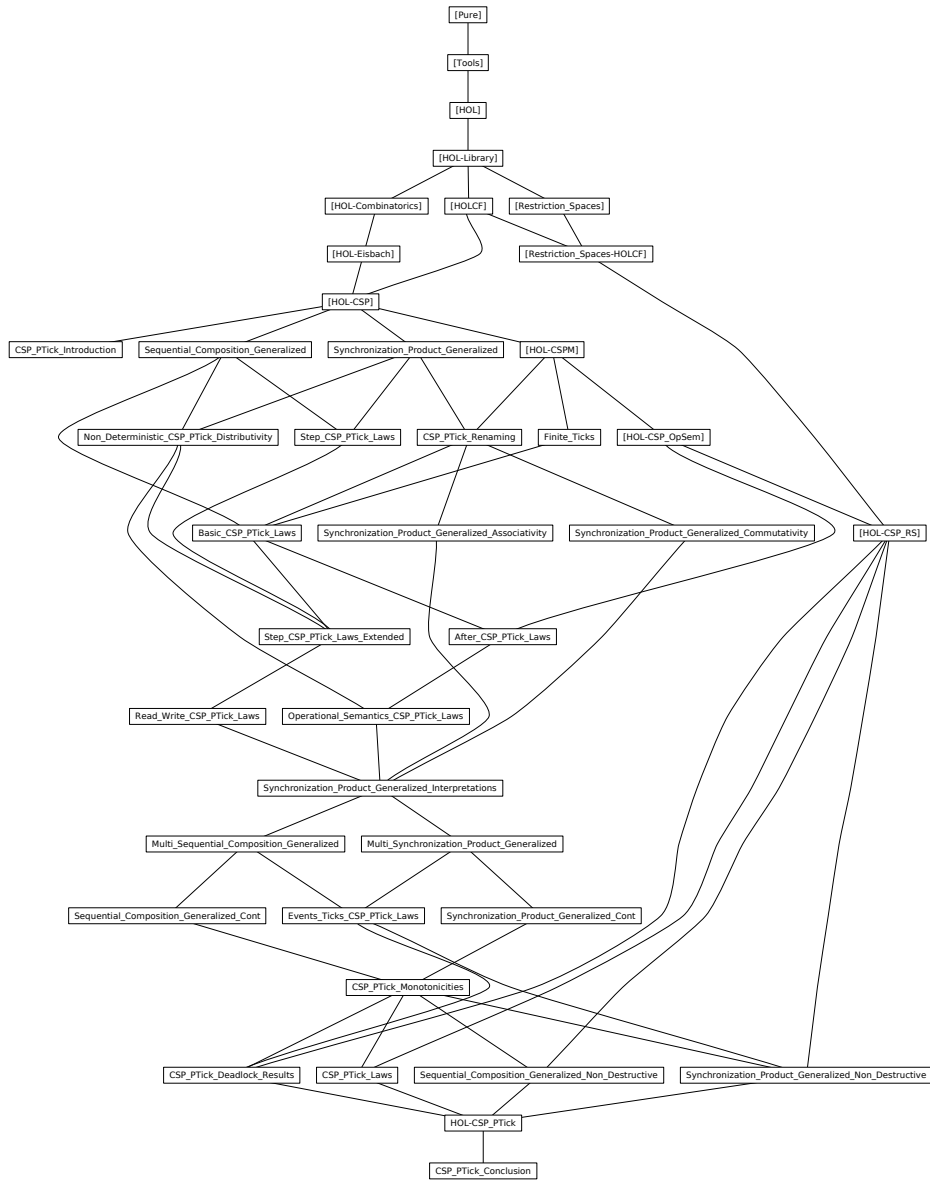 [Pure]
[Tools]
[HOL]
[HOL-Library]
[HOL-Combinatorics]
[HOLCF]
[Restriction_Spaces]
[HOL-Eisbach]
[Restriction_Spaces-HOLCF]
[HOL-CSP]
CSP_PTick_Introduction
Sequential_Composition_Generalized
Synchronization_Product_Generalized
[HOL-CSPM]
Non_Deterministic_CSP_PTick_Distributivity
Step_CSP_PTick_Laws
CSP_PTick_Renaming
Finite_Ticks
[HOL-CSP_OpSem]
Basic_CSP_PTick_Laws
Synchronization_Product_Generalized_Associativity
Synchronization_Product_Generalized_Commutativity
[HOL-CSP_RS]
Step_CSP_PTick_Laws_Extended
After_CSP_PTick_Laws
Read_Write_CSP_PTick_Laws
Operational_Semantics_CSP_PTick_Laws
Synchronization_Product_Generalized_Interpretations
Multi_Sequential_Composition_Generalized
Multi_Synchronization_Product_Generalized
Sequential_Composition_Generalized_Cont
Events_Ticks_CSP_PTick_Laws
Synchronization_Product_Generalized_Cont
CSP_PTick_Monotonicities
CSP_PTick_Deadlock_Results
CSP_PTick_Laws
Sequential_Composition_Generalized_Non_Destructive
Synchronization_Product_Generalized_Non_Destructive
HOL-CSP_PTick
CSP_PTick_Conclusion